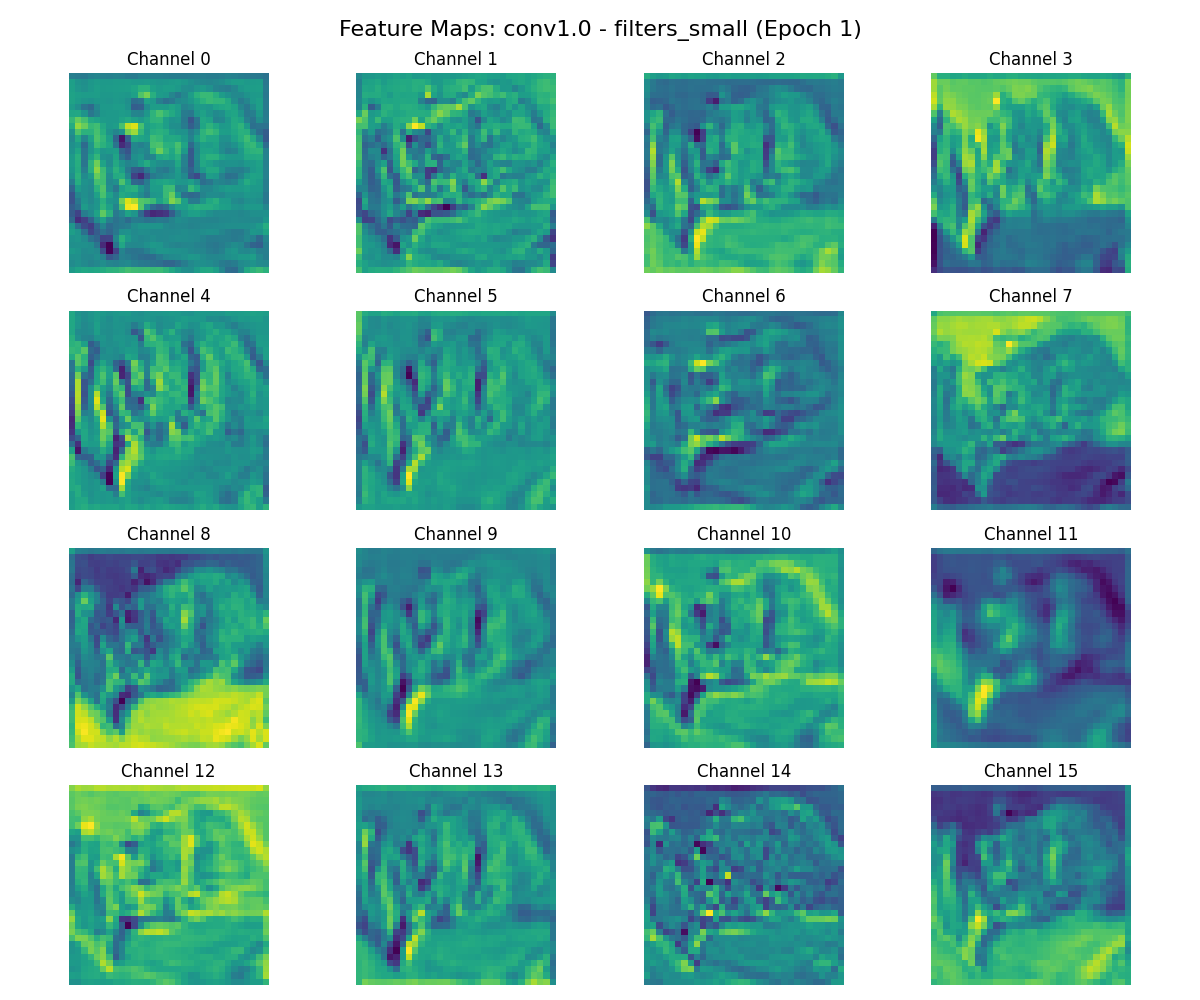 Feature Maps: conv1.0 - filters_small (Epoch 1)
Channel 0
Channel 1
Channel 2
Channel 3
Channel 4
Channel 5
Channel 6
Channel 7
Channel 8
Channel 9
Channel 10
Channel 11
Channel 12
Channel 13
Channel 14
Channel 15